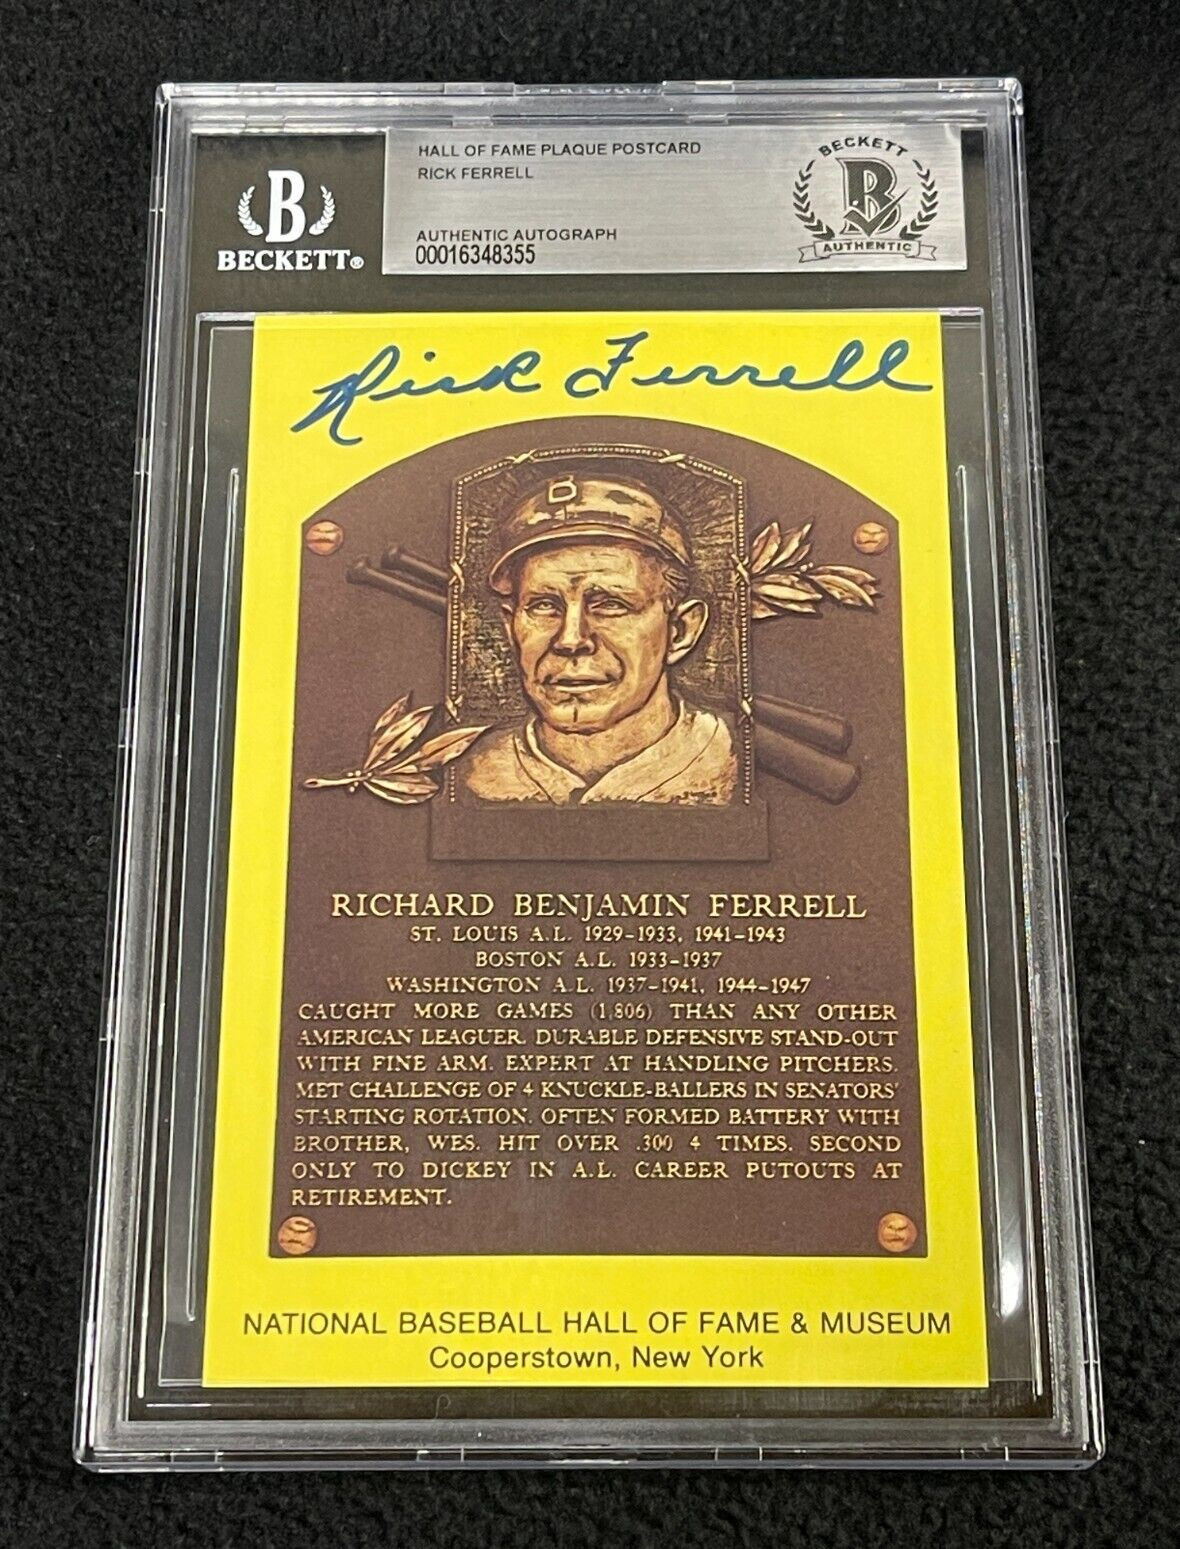 B
BECKETT®
HALL OF FAME PLAQUE POSTCARD
RICK FERRELL
AUTHENTIC AUTOGRAPH
00016348355
BECKETT
B
AUTHENTIC
Rick Ferrell
B
RICHARD BENJAMIN FERRELL
ST. LOUIS A.L. 1929-1933, 1941-1943
BOSTON A.L. 1933-1937
WASHINGTON A.L. 1937-1941, 1944-1947
CAUGHT MORE GAMES (1,806) THAN ANY OTHER
AMERICAN LEAGUER. DURABLE DEFENSIVE STAND-OUT
WITH FINE ARM. EXPERT AT HANDLING PITCHERS.
MET CHALLENGE OF 4 KNUCKLE-BALLERS IN SENATORS'
STARTING ROTATION. OFTEN FORMED BATTERY WITH
BROTHER, WES. HIT OVER .300 4 TIMES. SECOND
ONLY TO DICKEY IN A.L. CAREER PUTOUTS AT
RETIREMENT.
NATIONAL BASEBALL HALL OF FAME & MUSEUM
Cooperstown, New York